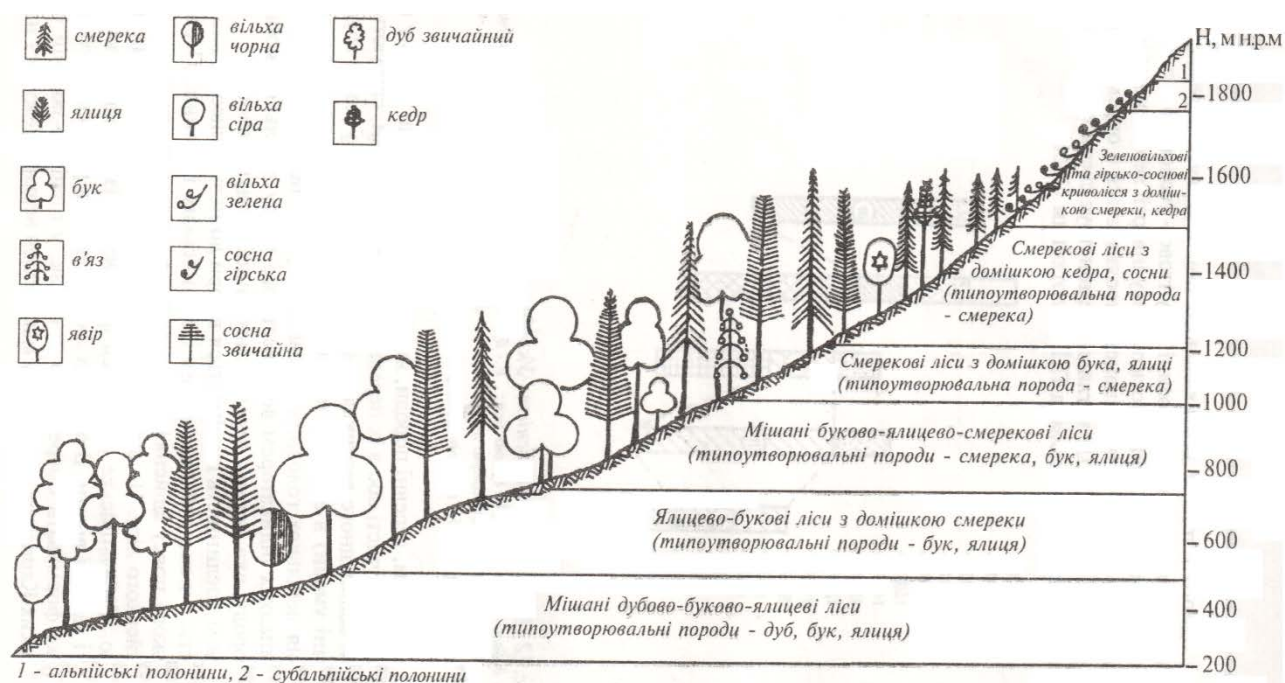 смерека
ялиця
бук
в'яз
явір
вільха
чорна
вільха
сіра
вільха
зелена
сосна
гірська
сосна
звичайна
дуб звичайний
кедр
Н, м н.р.м
1
2
1800
1600
1400
1200
1000
800
600
400
200
Зеленовільхові
та гірсько-соснові
криволісся з доміш-
кою смереки, кедра
Смерекові ліси з
домішкою кедра, сосни
(типоутворювальна порода
- смерека)
Смерекові ліси з домішкою бука, ялиці
(типоутворювальна порода - смерека)
Мішані буково-ялицево-смерекові ліси
(типоутворювальні породи - смерека, бук, ялиця)
Ялицево-букові ліси з домішкою смереки
(типоутворювальні породи - бук, ялиця)
Мішані дубово-буково-ялицеві ліси
(типоутворювальні породи - дуб, бук, ялиця)
1 - альпійські полонини, 2 - субальпійські полонини